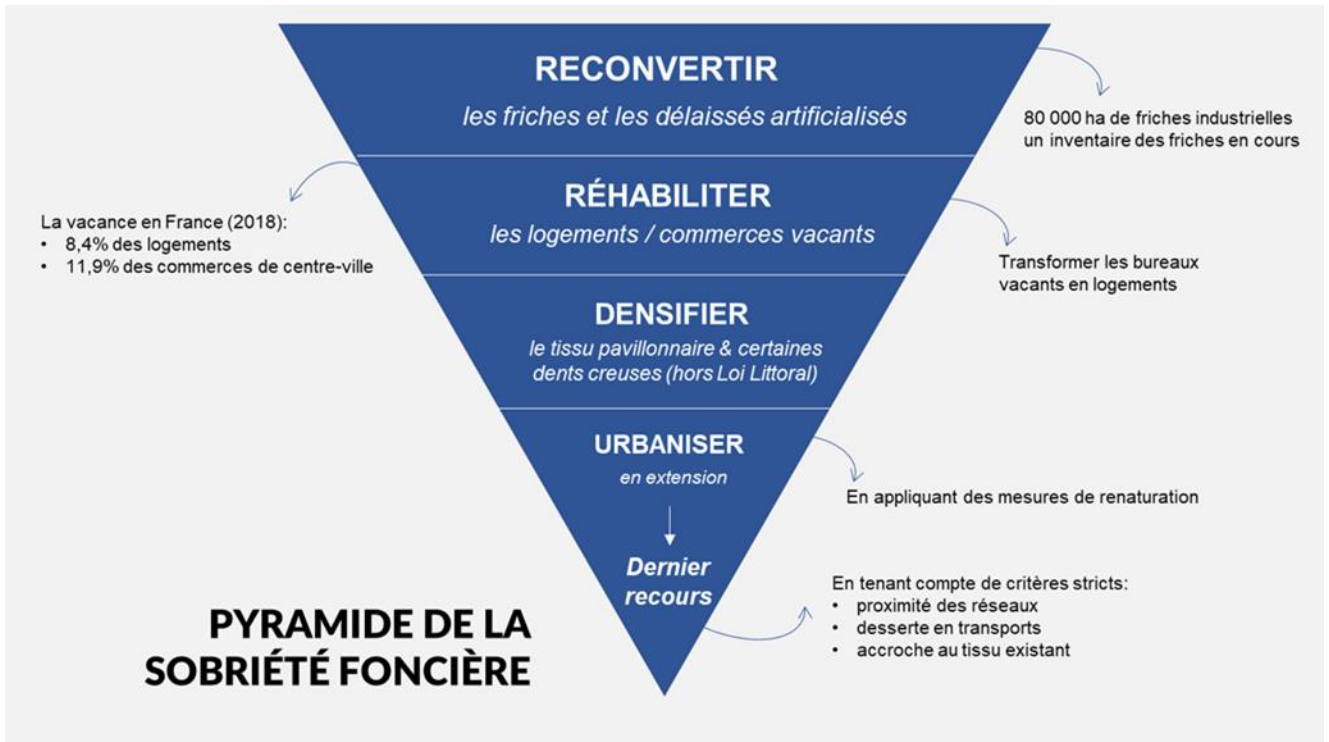 RECONVERTIR
les friches et les délaissés artificialisés
80 000 ha de friches industrielles
un inventaire des friches en cours
RÉHABILITER
les logements / commerces vacants
La vacance en France (2018):
• 8,4% des logements
• 11,9% des commerces de centre-ville
Transformer les bureaux
vacants en logements
DENSIFIER
le tissu pavillonnaire & certaines
dents creuses (hors Loi Littoral)
URBANISER
en extension
En appliquant des mesures de renaturation
Dernier
recours
En tenant compte de critères stricts:
• proximité des réseaux
• desserte en transports
• accroche au tissu existant
PYRAMIDE DE LA
SOBRIÉTÉ FONCIÈRE